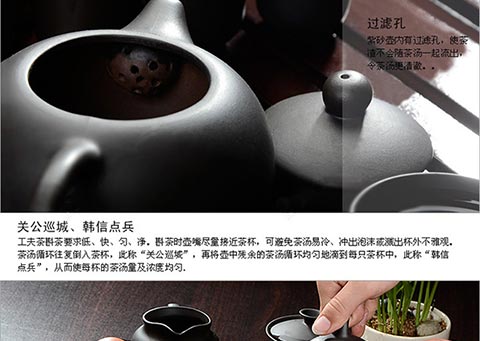 过滤孔
紫砂壶内有过滤孔，使茶
渣不会随茶汤一起流出，
令茶汤更清澈。。
关公巡城、韩信点兵
工夫茶斟茶要求低、快、匀、净。斟茶时壶嘴尽量接近茶杯，可避免茶汤易冷、冲出泡沫或溅出杯外不雅观。
茶汤循环往复倒入茶杯，此称“关公巡城”，再待壶中残余的茶汤循环均匀地滴到每只茶杯中，此称“韩信
点兵”，从而使每杯的茶汤量及浓度均匀.